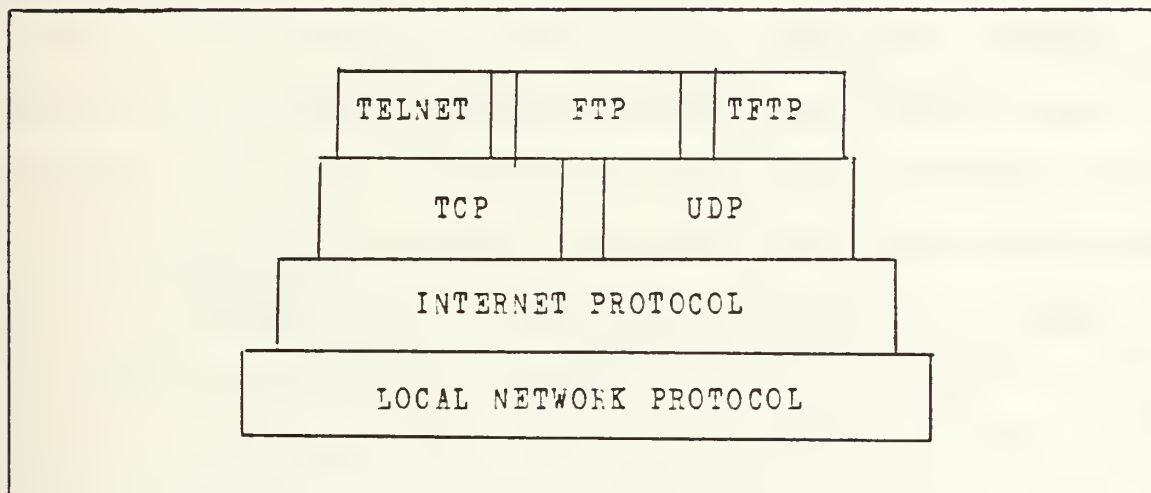 TELNET FTP TFTP
TCP UDP
INTERNET PROTOCOL
LOCAL NETWORK PROTOCOL